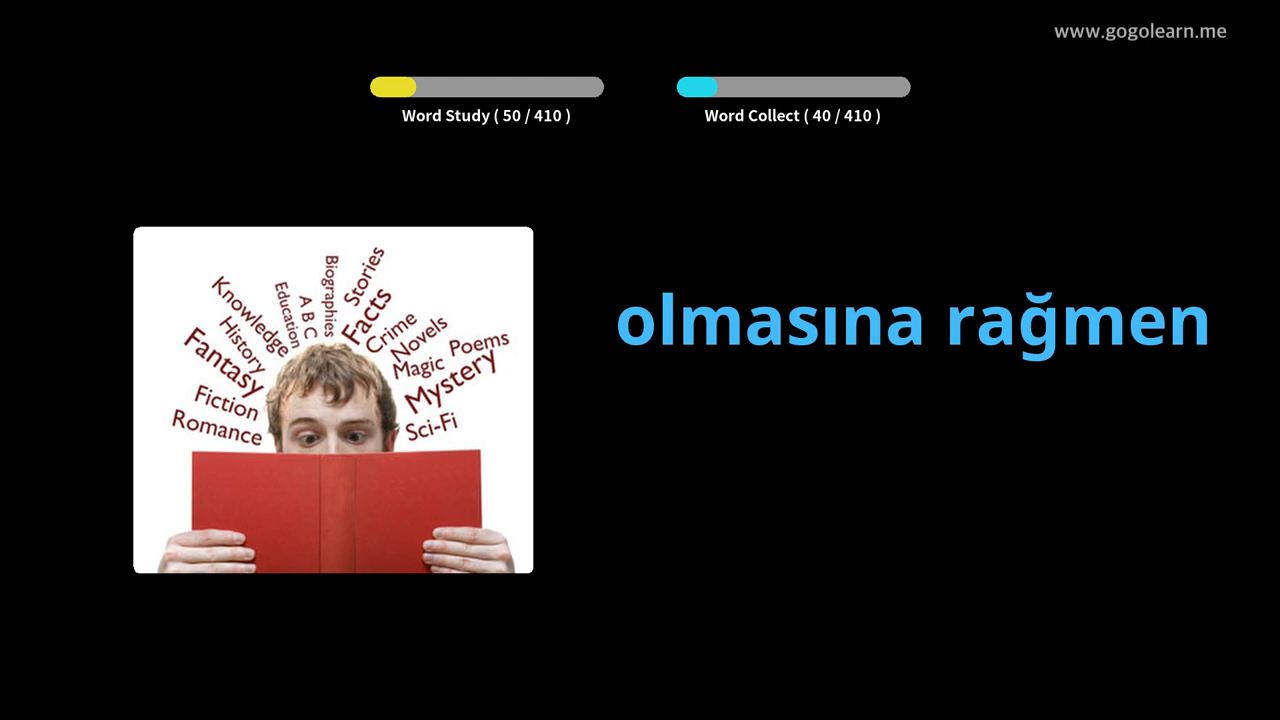 www.gogolearn.me
Word Study ( 50 / 410 )
Word Collect ( 40 / 410 )
olmasına rağmen
Knowledge
Education
A B C
Biographies
Stories
Facts
History
Crime
Novels
Poems
Fantasy
Magic
Mystery
Fiction
Romance
Sci-Fi